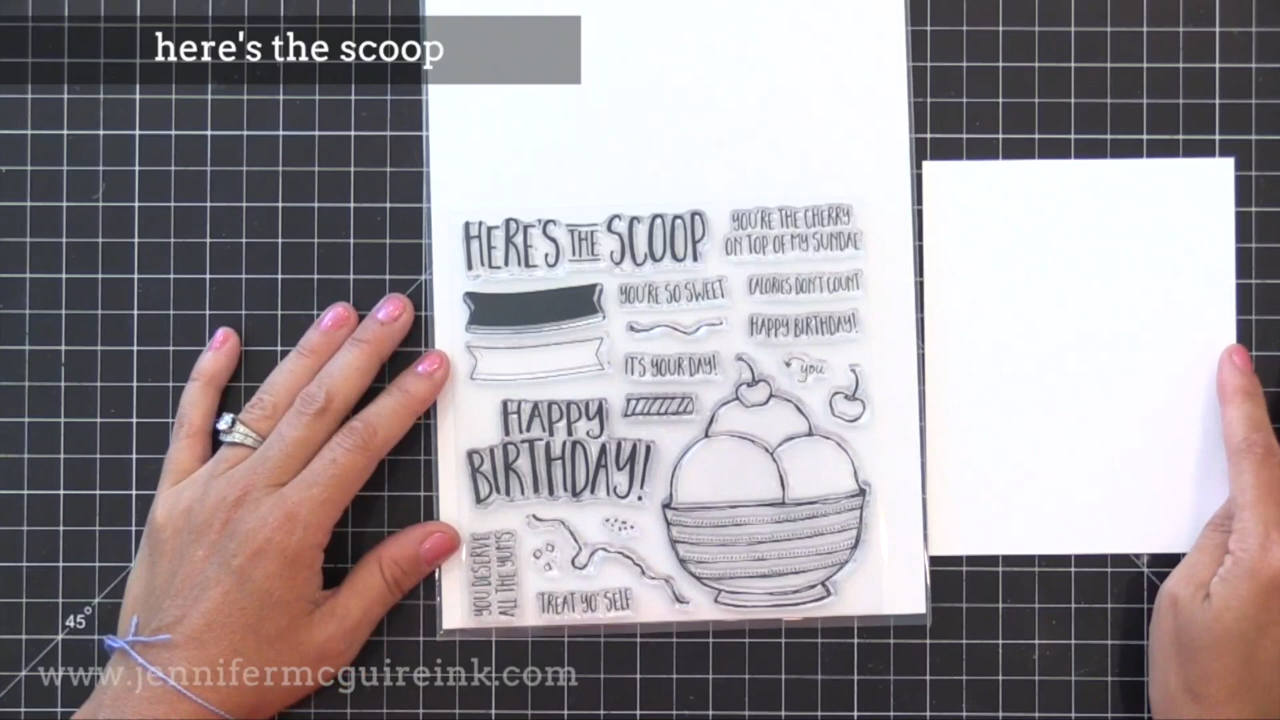 here's the scoop
HERE'S THE SCOOP
YOU'RE THE CHERRY
ON TOP OF MY SUNDAE
YOU'RE SO SWEET
CALORIES DON'T COUNT
HAPPY BIRTHDAY!
IT'S YOUR DAY!
you
HAPPY
BIRTHDAY!
YOU DESERVE
ALL THE YUMS
TREAT YO' SELF
45°
www.jennifermcguireink.com